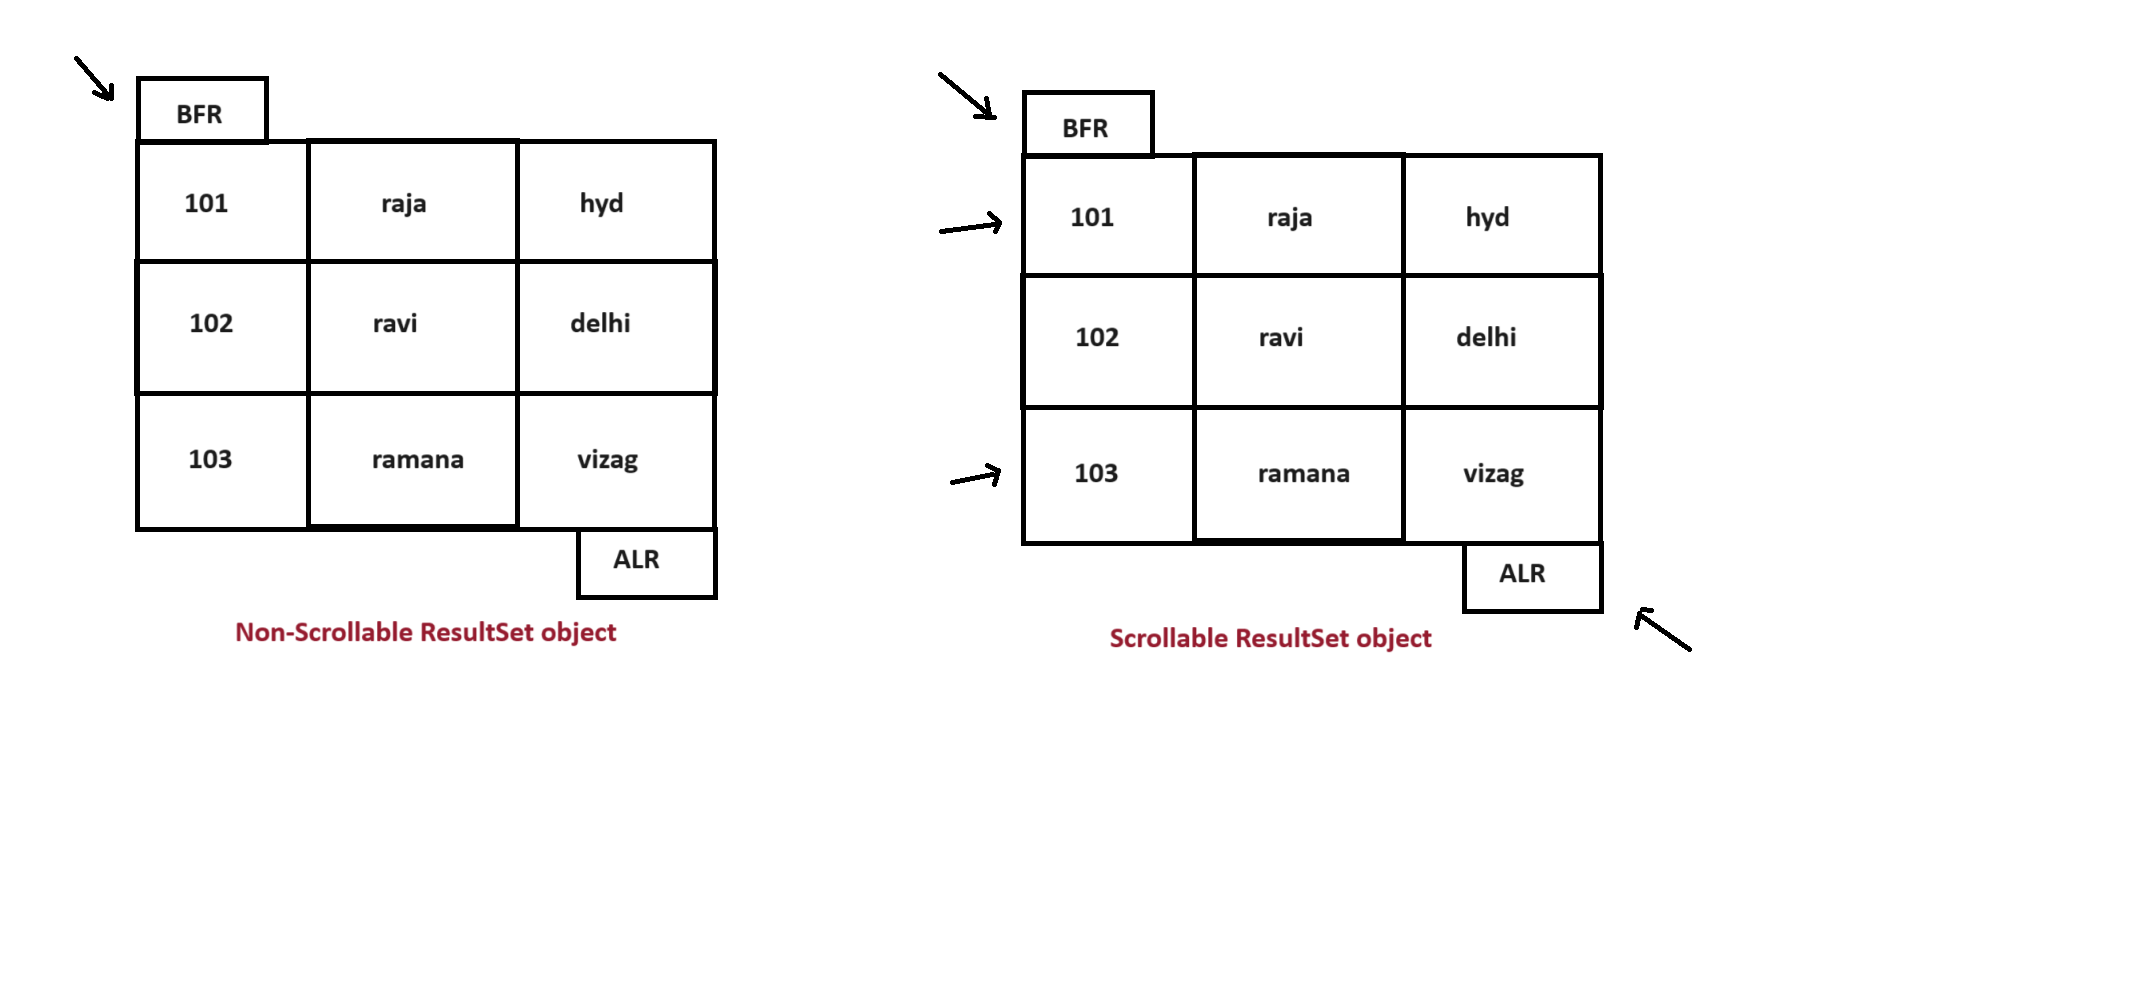 BFR
101 raja hyd
102 ravi delhi
103 ramana vizag
ALR
Non-Scrollable ResultSet object
BFR
101 raja hyd
102 ravi delhi
103 ramana vizag
ALR
Scrollable ResultSet object